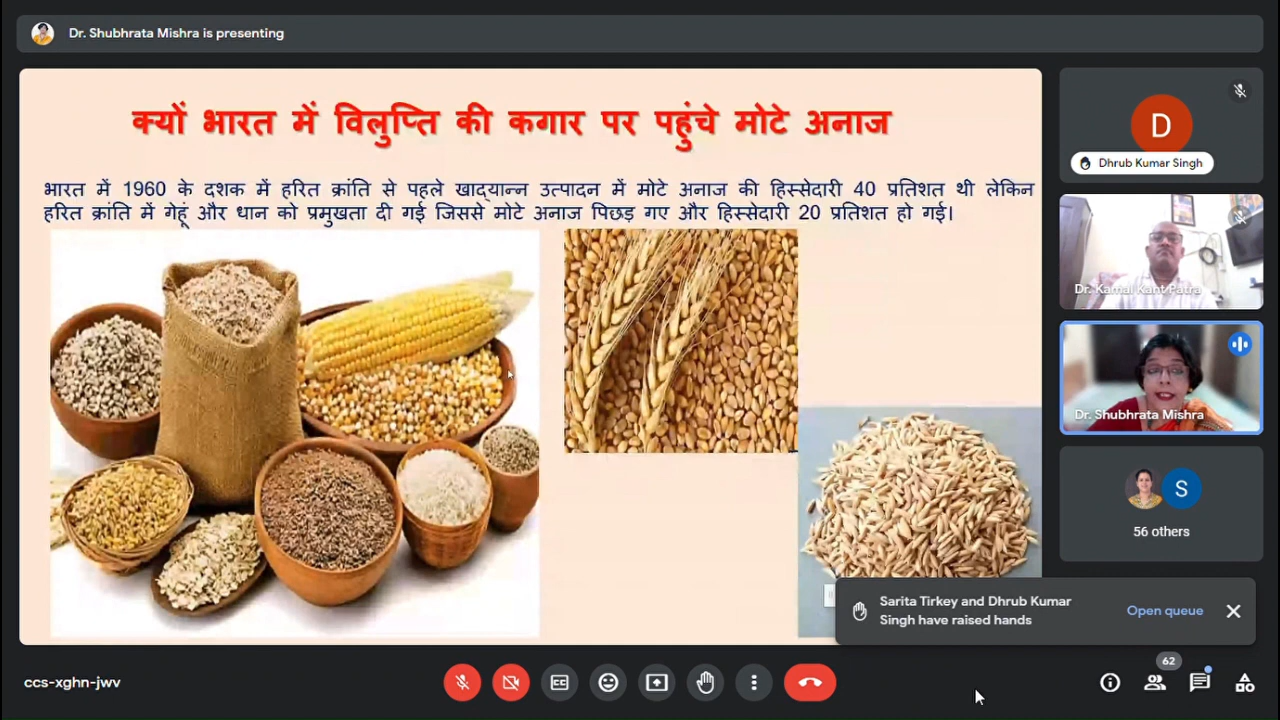 Dr. Shubhrata Mishra is presenting
क्यों भारत में विलुप्ति की कगार पर पहुंचे मोटे अनाज
भारत में 1960 के दशक में हरित क्रांति से पहले खाद्यान्न उत्पादन में मोटे अनाज की हिस्सेदारी 40 प्रतिशत थी लेकिन
हरित क्रांति में गेहूं और धान को प्रमुखता दी गई जिससे मोटे अनाज पिछड़ गए और हिस्सेदारी 20 प्रतिशत हो गई।
D
Dhrub Kumar Singh
Dr. Kamal Kant Patra
Dr. Shubhrata Mishra
S
56 others
Sarita Tirkey and Dhrub Kumar
Singh have raised hands
Open queue
ccs-xghn-jwv
CC
62